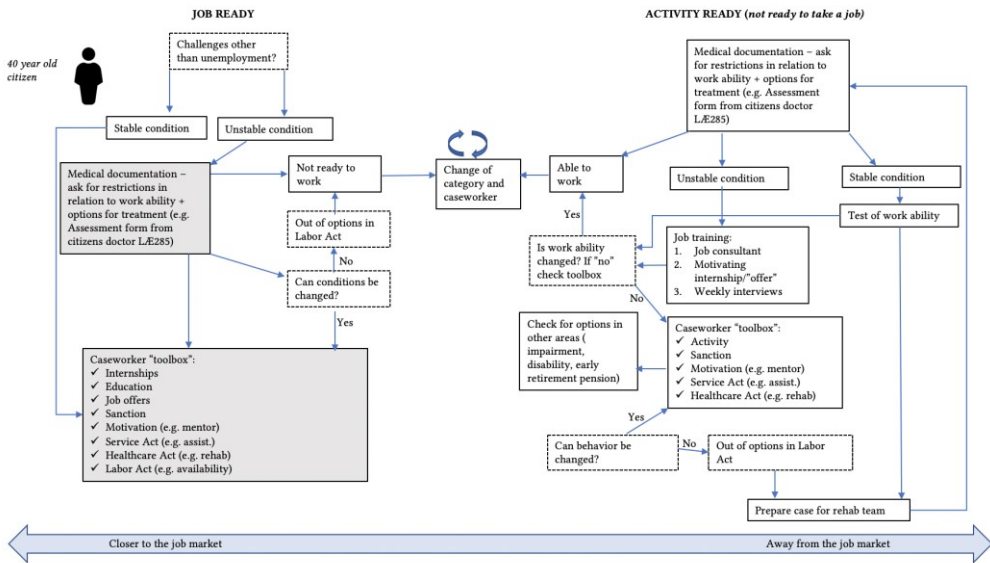 JOB READY
ACTIVITY READY (not ready to take a job)
40 year old
citizen
Challenges other
than unemployment?
Stable condition
Unstable condition
Medical documentation – ask for restrictions in
relation to work ability +
options for treatment (e.g.
Assessment form from
citizens doctor LÆ285)
Not ready to
work
Out of options in
Labor Act
No
Can conditions be
changed?
Yes
Caseworker "toolbox":
✓ Internships
✓ Education
✓ Job offers
✓ Sanction
✓ Motivation (e.g. mentor)
✓ Service Act (e.g. assist.)
✓ Healthcare Act (e.g. rehab)
✓ Labor Act (e.g. availability)
Change of
category and
caseworker
Medical documentation – ask
for restrictions in relation to
work ability + options for
treatment (e.g. Assessment
form from citizens doctor
LÆ285)
Able to
work
Unstable condition
Stable condition
Test of work ability
Yes
Is work ability
changed? If "no"
check toolbox
Job training:
1. Job consultant
2. Motivating
internship/"offer"
3. Weekly interviews
No
Check for options in
other areas (
impairment,
disability, early
retirement pension)
Caseworker "toolbox":
✓ Activity
✓ Sanction
✓ Motivation (e.g. mentor)
✓ Service Act (e.g. assist.)
✓ Healthcare Act (e.g. rehab)
Yes
Can behavior be
changed?
No
Out of options in Labor
Act
Prepare case for rehab team
Closer to the job market
Away from the job market